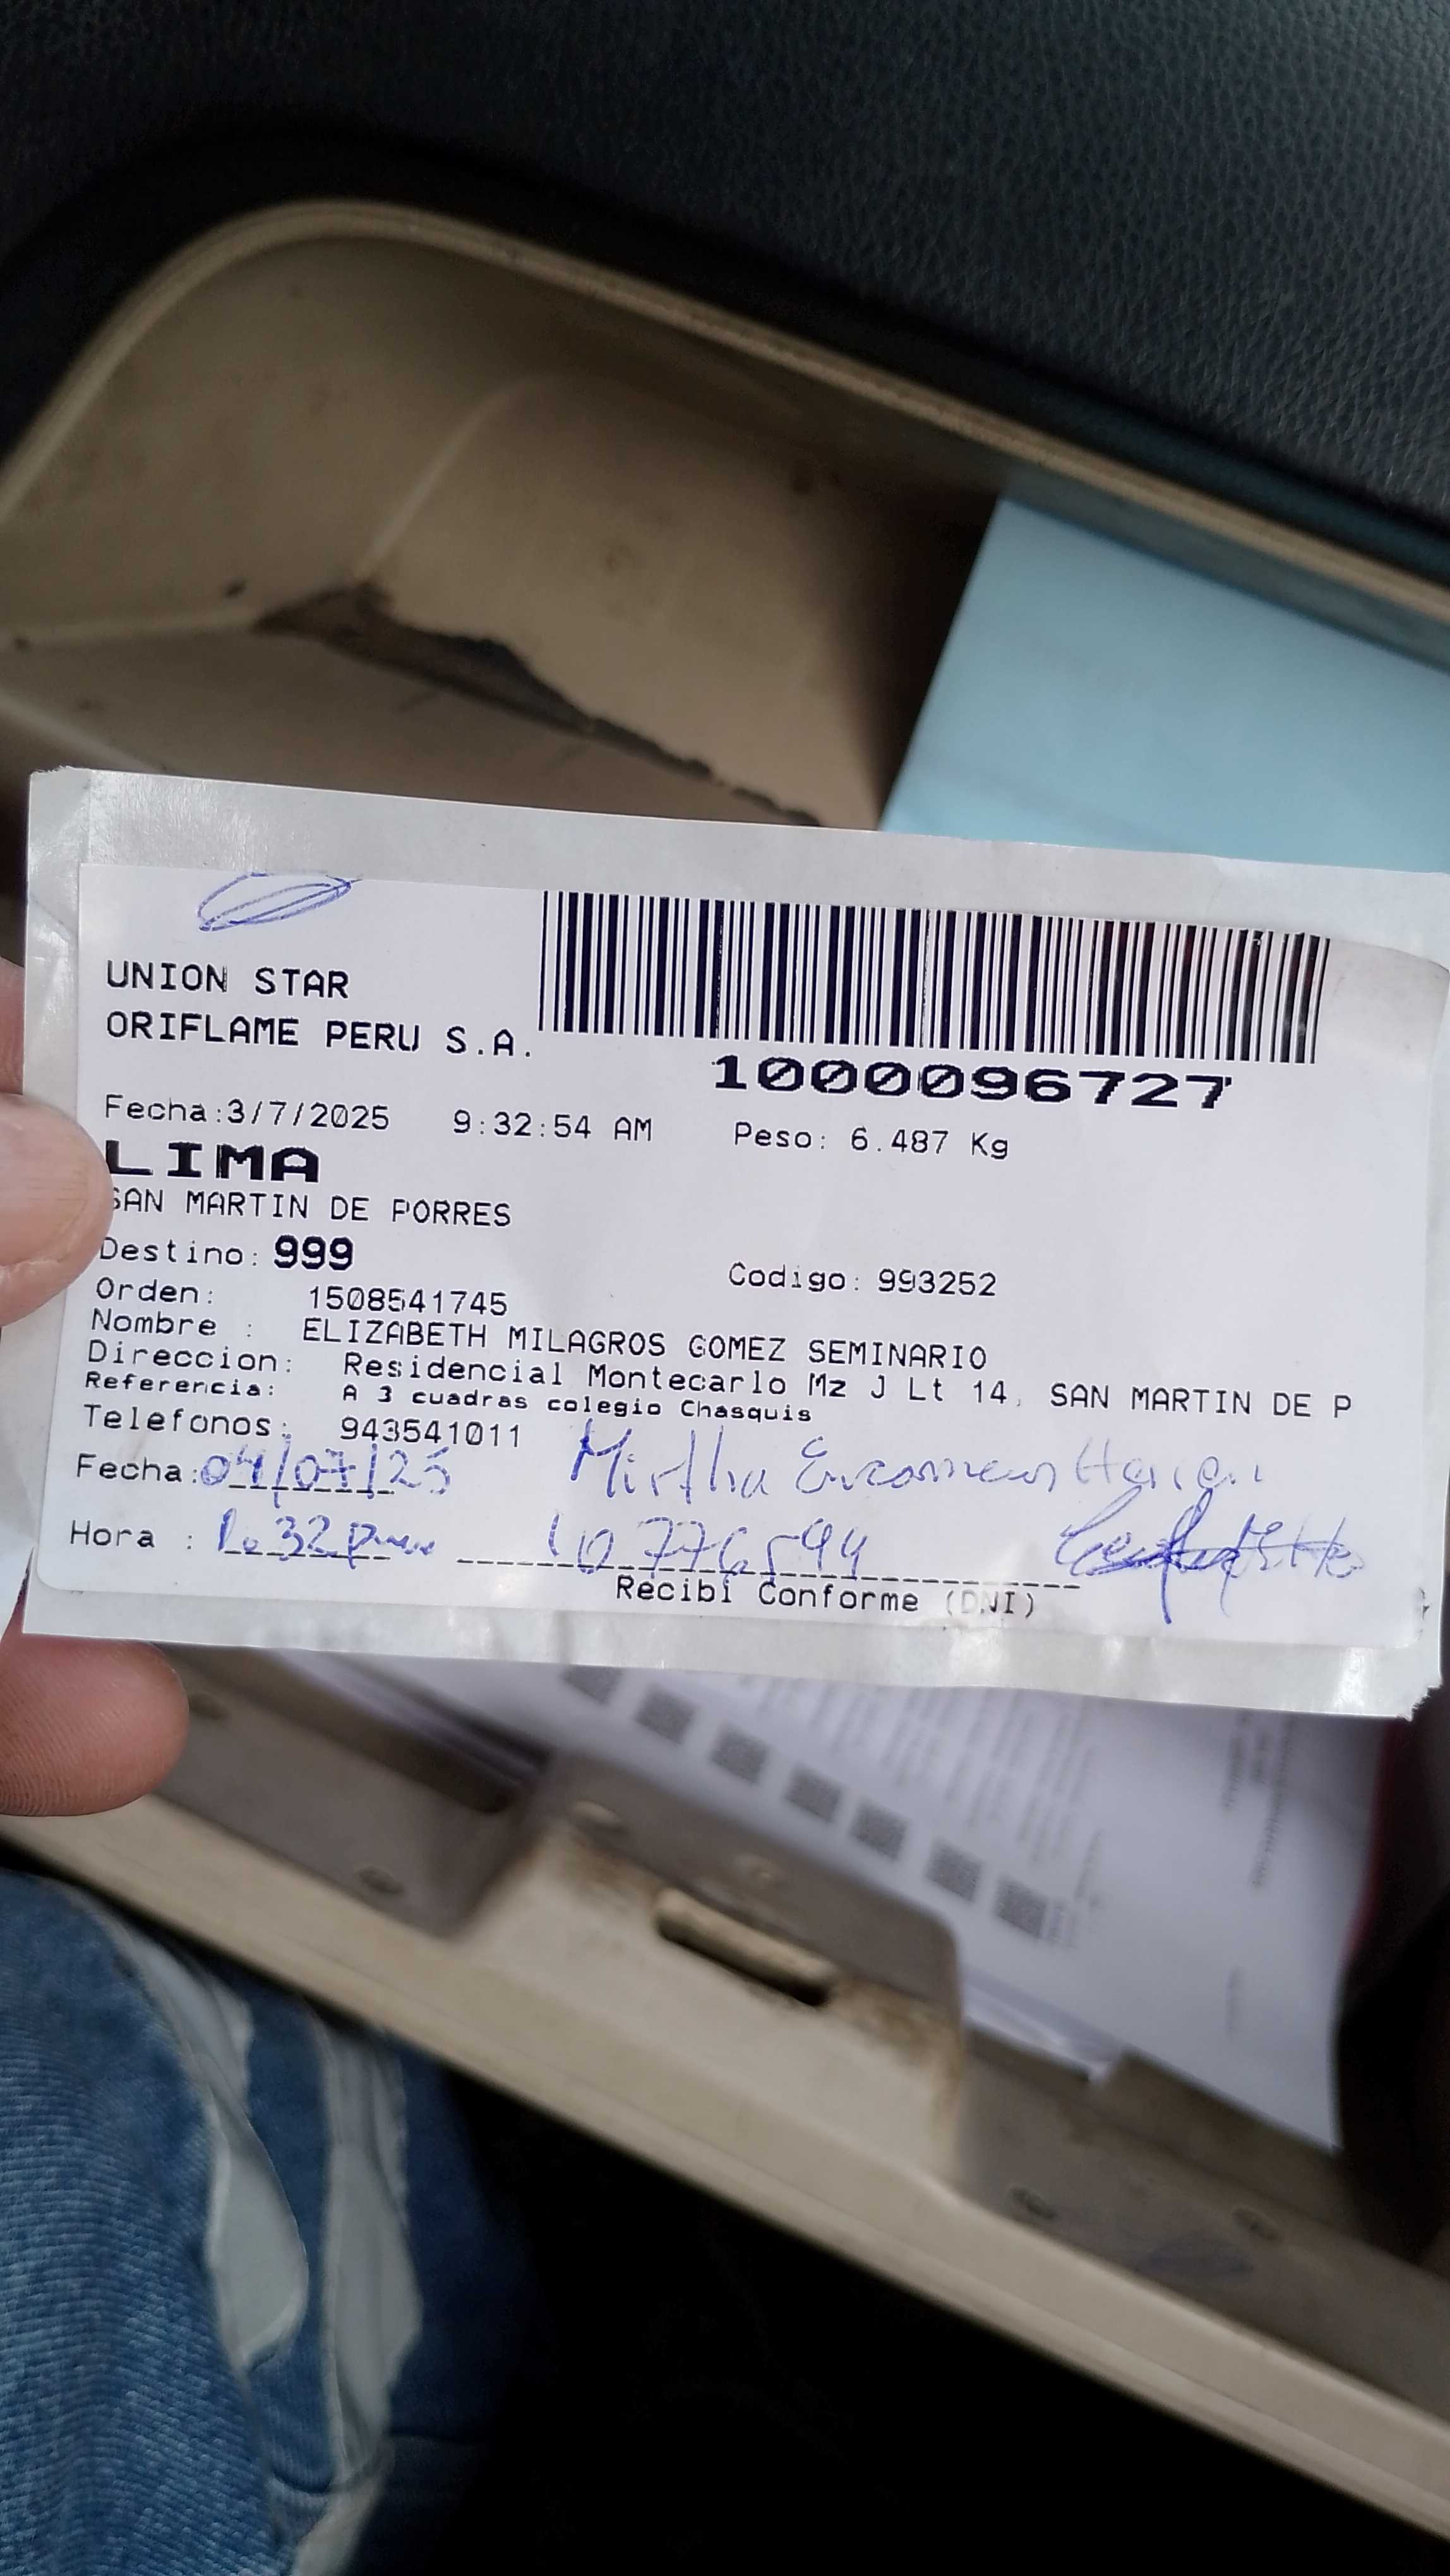 UNION STAR
ORIFLAME PERU S.A.
1000096727
Fecha:3/7/2025 9:32:54 AM Peso: 6.487 Kg
LIMA
SAN MARTIN DE PORRES
Destino: 999
Codigo: 993252
Orden: 1508541745
Nombre : ELIZABETH MILAGROS GOMEZ SEMINARIO
Direccion: Residencial Montecarlo Mz J Lt 14, SAN MARTIN DE P
Referencia: A 3 cuadras colegio Chasquis
Telefonos: 943541011
Fecha: 04/07/25 Mirtha
Hora : 1.32 pm 10776594
Recibi Conforme (DNI)